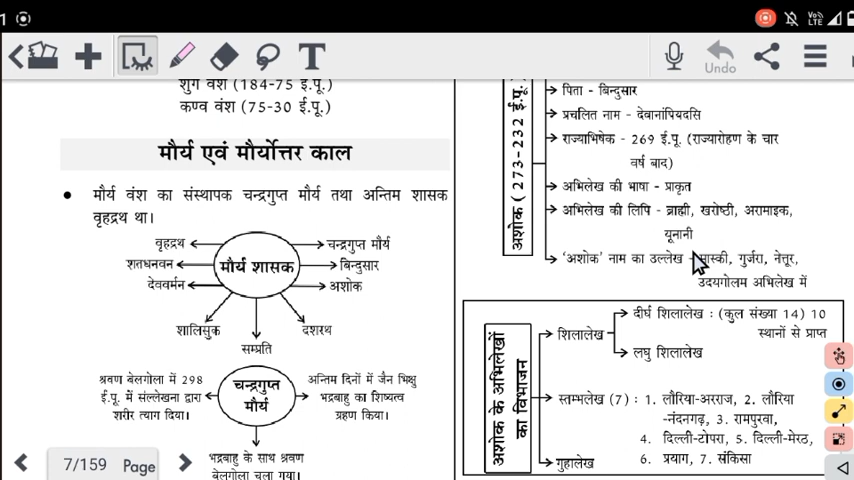 1
Vo) LTE
Undo
शुंग वंश (184-75 ई.पू.)
कण्व वंश (75-30 ई.पू.)
मौर्य एवं मौर्योत्तर काल
मौर्य वंश का संस्थापक चन्द्रगुप्त मौर्य तथा अन्तिम शासक
वृहद्रथ था।
मौर्य शासक
वृहद्रथ
चन्द्रगुप्त मौर्य
शतधनवन
बिन्दुसार
देववर्मन
अशोक
शालिसुक
दशरथ
सम्प्रति
श्रवण बेलगोला में 298
ई.पू. में संल्लेखना द्वारा
शरीर त्याग दिया।
चन्द्रगुप्त
मौर्य
अन्तिम दिनों में जैन भिक्षु
भद्रबाहु का शिष्यत्व
ग्रहण किया।
भद्रबाहु के साथ श्रवण
बेलगोला चला गया।
7/159 Page
अशोक (273-232 ई.पू.)
पिता - बिन्दुसार
प्रचलित नाम - देवानांपियदसि
राज्याभिषेक - 269 ई.पू. (राज्यारोहण के चार
वर्ष बाद)
अभिलेख की भाषा - प्राकृत
अभिलेख की लिपि - ब्राह्मी, खरोष्ठी, अरामाइक,
यूनानी
'अशोक' नाम का उल्लेख - मास्की, गुर्जरा, नेत्तूर,
उदयगोलम अभिलेख में
अशोक के अभिलेखों
का विभाजन
शिलालेख
दीर्घ शिलालेख : (कुल संख्या 14) 10
स्थानों से प्राप्त
लघु शिलालेख
स्तम्भलेख (7) : 1. लौरिया-अरराज, 2. लौरिया
-नंदनगढ़, 3. रामपुरवा,
4. दिल्ली-टोपरा, 5. दिल्ली-मेरठ,
6. प्रयाग, 7. संकिसा
गुहालेख